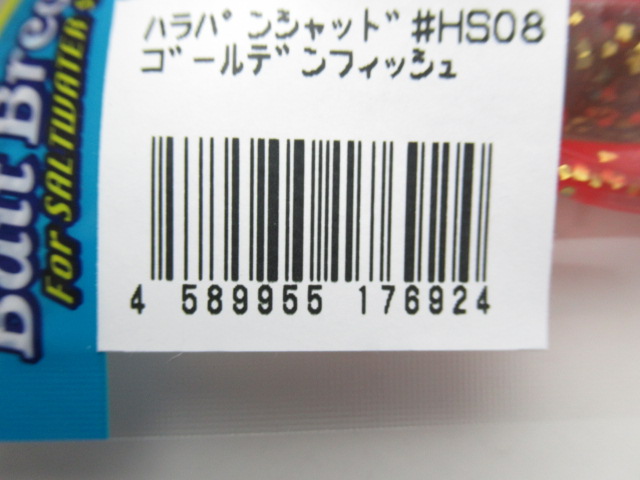 ハラパンシャッド#HS08
ゴールデンフィッシュ
4 589955 176924
Bait Bree
For SALTWATER